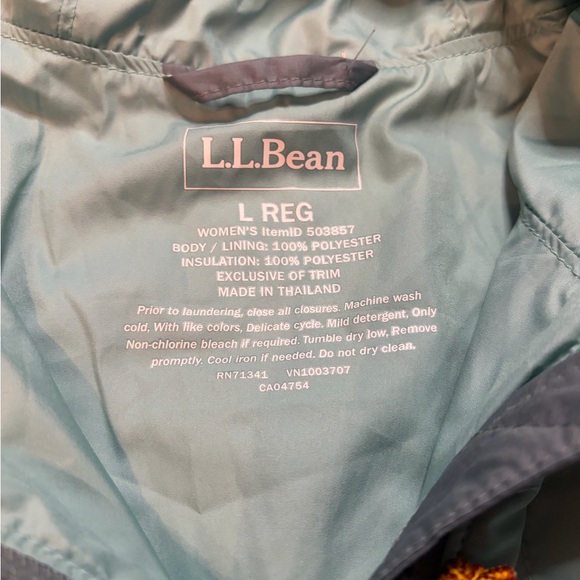 L.L.Bean
L REG
WOMEN'S ItemID 503857
BODY / LINING: 100% POLYESTER
INSULATION: 100% POLYESTER
EXCLUSIVE OF TRIM
MADE IN THAILAND
Prior to laundering, close all closures. Machine wash
cold, With like colors, Delicate cycle. Mild detergent, Only
Non-chlorine bleach if required. Tumble dry low, Remove
promptly. Cool iron if needed. Do not dry clean.
RN71341 VN1003707
CA04754